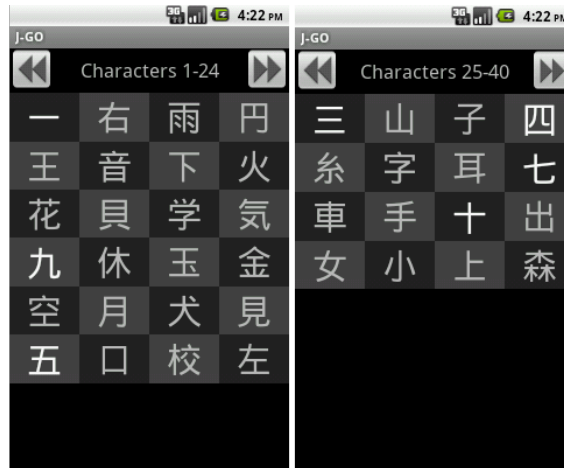 3G 4:22 PM
J-GO
Characters 1-24
一 右 雨 円
王 音 下 火
花 貝 学 気
九 休 玉 金
空 月 犬 見
五 口 校 左
3G 4:22 PM
J-GO
Characters 25-40
三 山 子 四
糸 字 耳 七
車 手 十 出
女 小 上 森